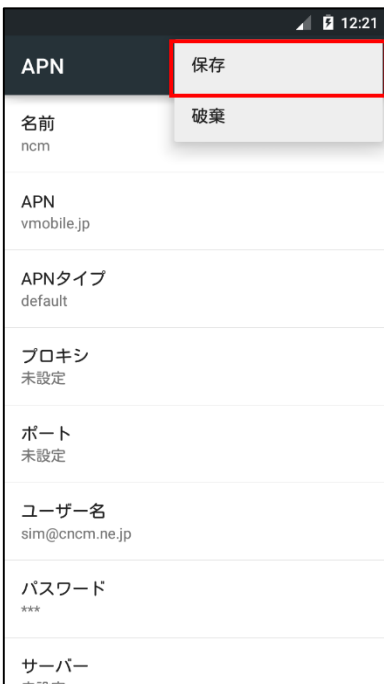 12:21
APN
保存
破棄
名前
ncm
APN
vmobile.jp
APNタイプ
default
プロキシ
未設定
ポート
未設定
ユーザー名
sim@cncm.ne.jp
パスワード
***
サーバー